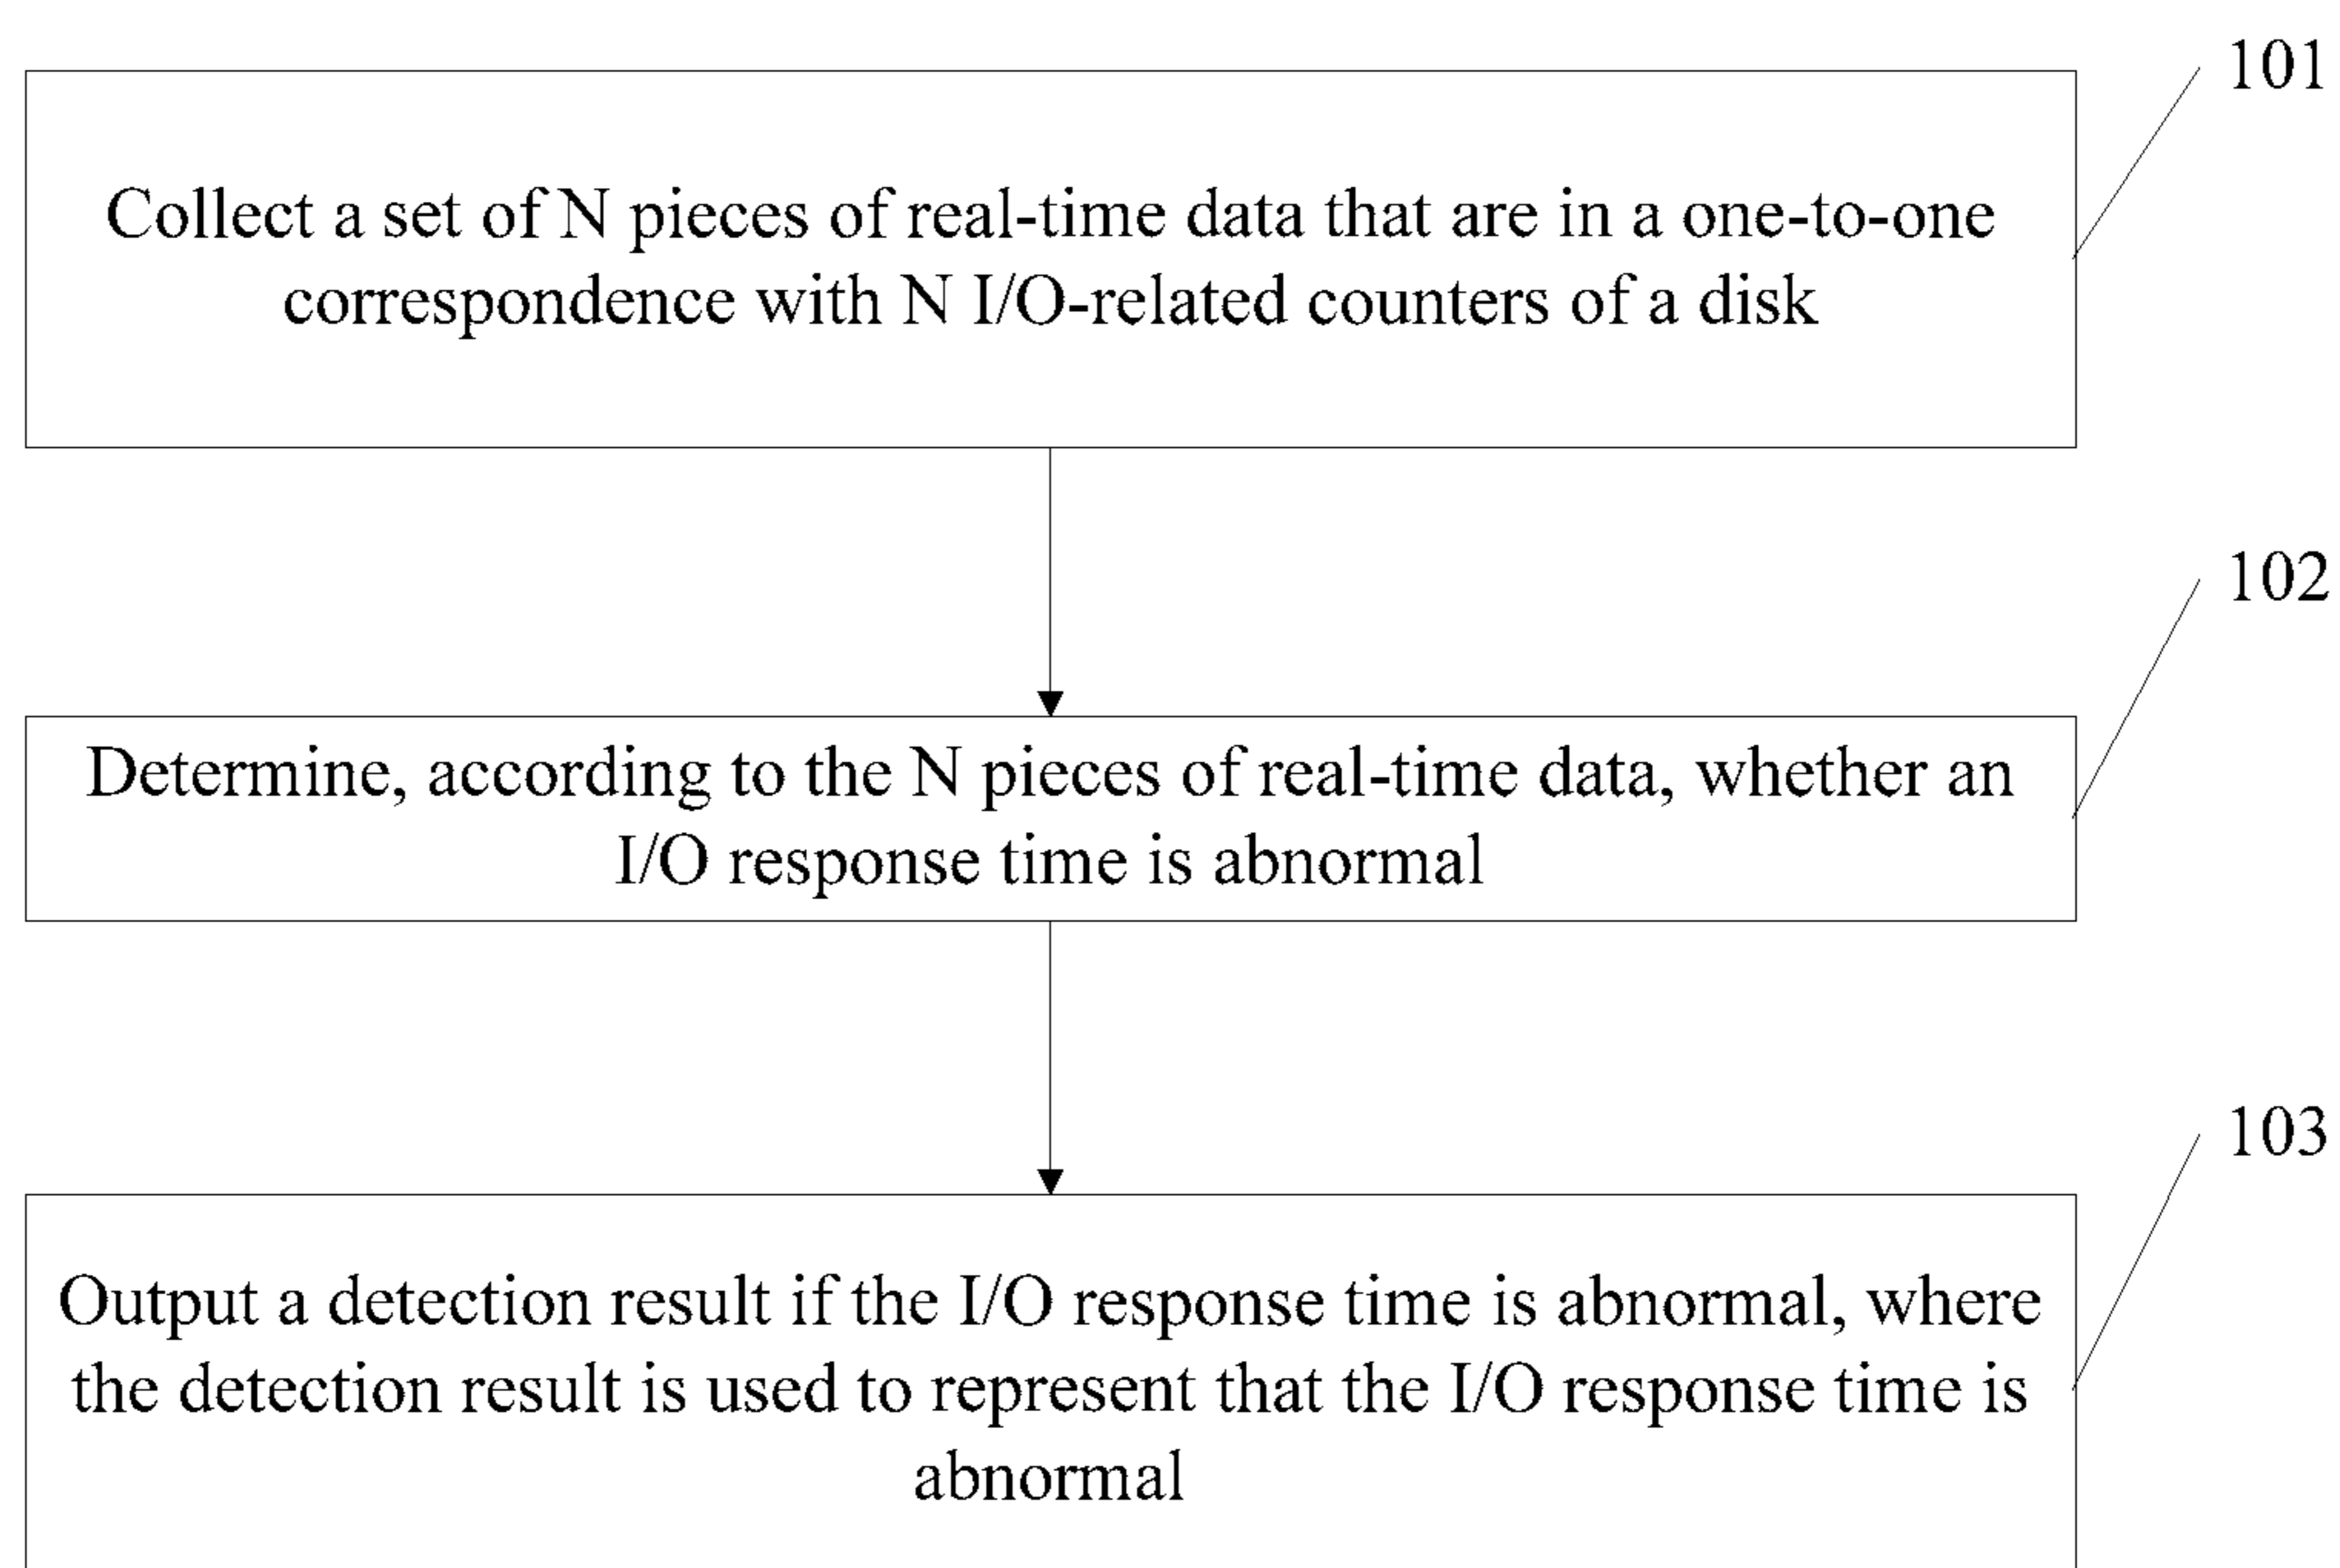 101
Collect a set of N pieces of real-time data that are in a one-to-one
correspondence with N I/O-related counters of a disk
102
Determine, according to the N pieces of real-time data, whether an
I/O response time is abnormal
103
Output a detection result if the I/O response time is abnormal, where
the detection result is used to represent that the I/O response time is
abnormal